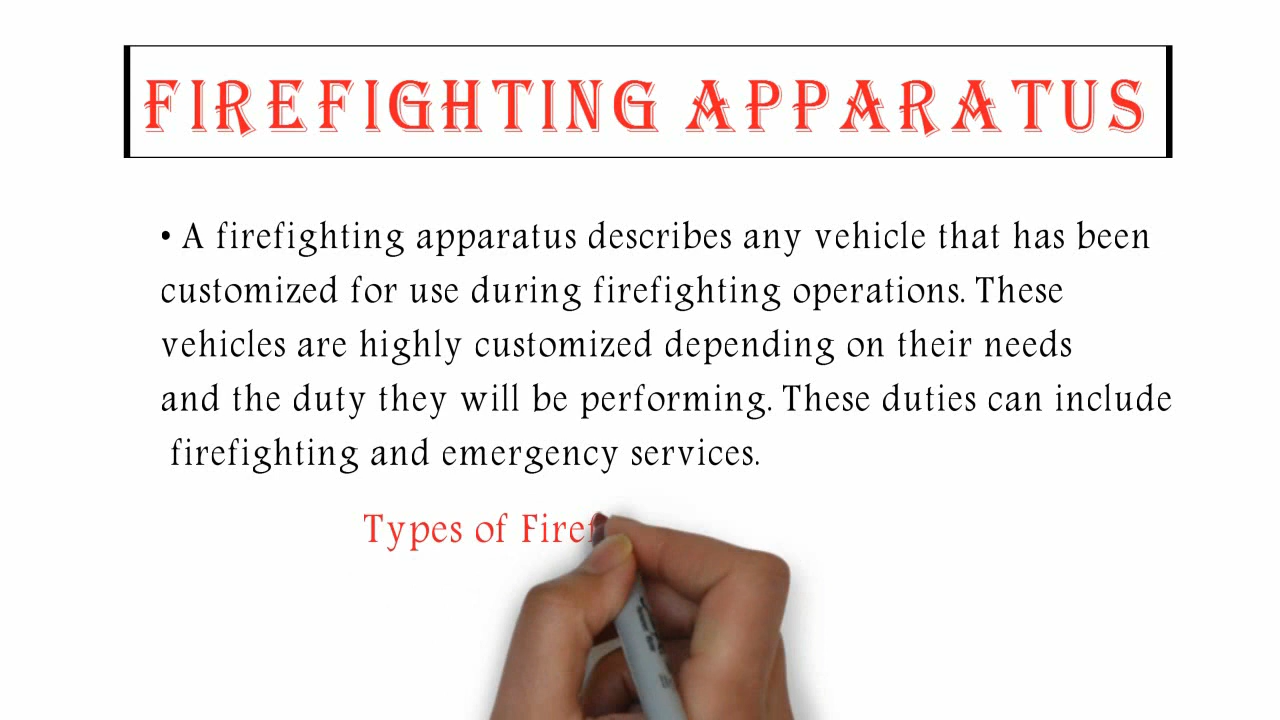 FIREFIGHTING APPARATUS
• A firefighting apparatus describes any vehicle that has been
customized for use during firefighting operations. These
vehicles are highly customized depending on their needs
and the duty they will be performing. These duties can include
firefighting and emergency services.
Types of Firef